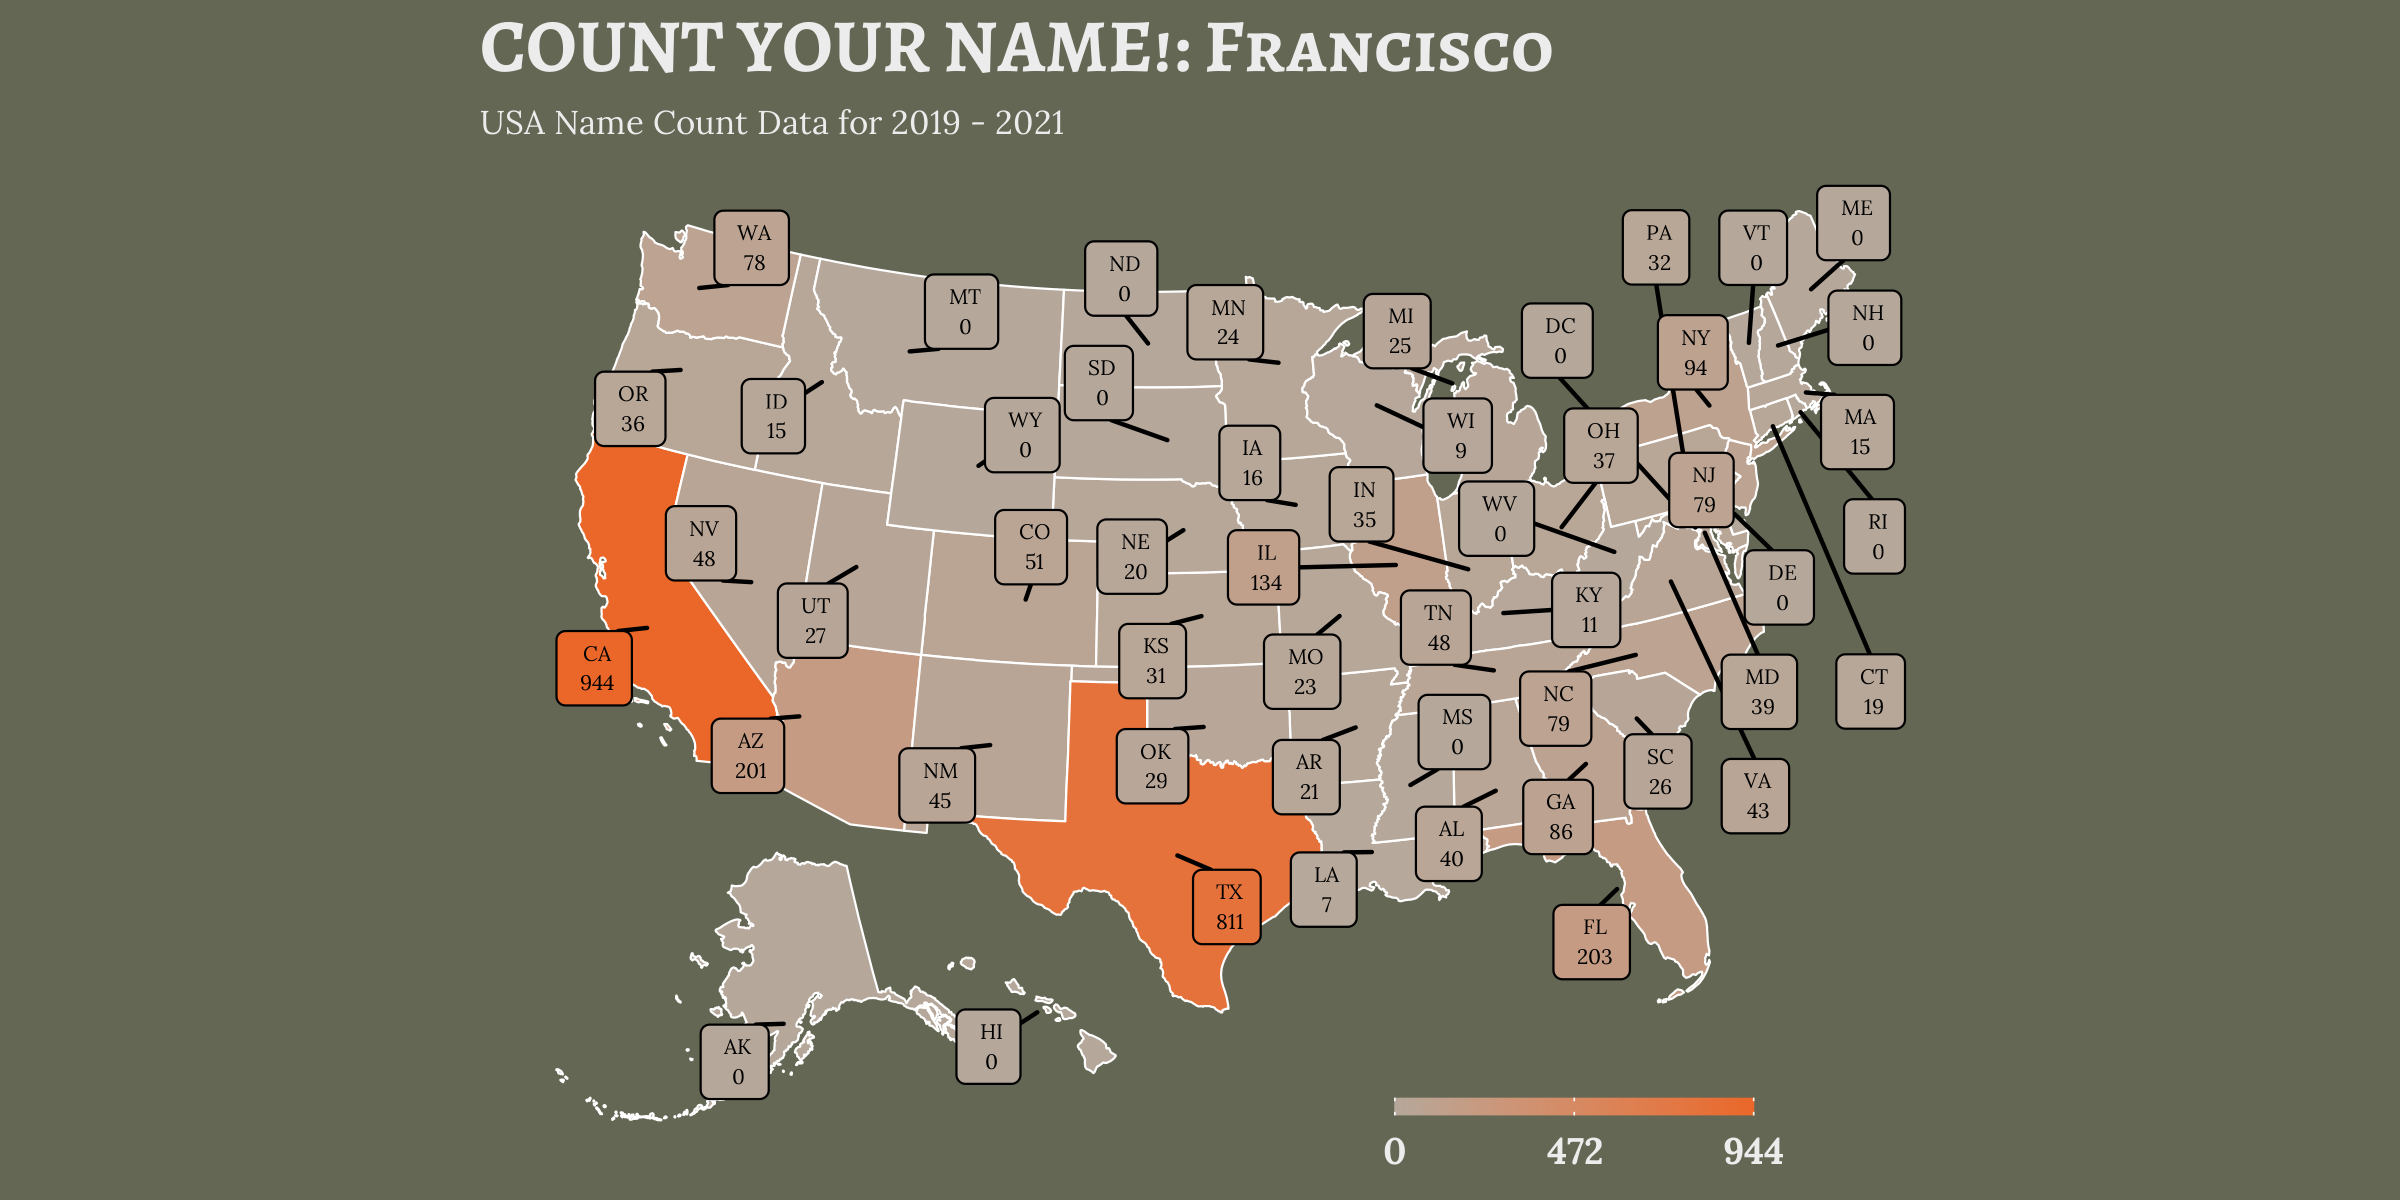 COUNT YOUR NAME!: Francisco
USA Name Count Data for 2019 - 2021
ME
0
WA
78
PA
32
VT
0
ND
0
MT
0
MN
24
MI
25
DC
0
NH
0
NY
94
SD
0
OR
36
ID
15
WY
0
WI
9
OH
37
MA
15
IA
16
IN
35
NJ
79
WV
0
RI
0
NV
48
CO
51
NE
20
IL
134
DE
0
UT
27
KY
11
TN
48
CA
944
KS
31
MO
23
NC
79
MD
39
CT
19
AZ
201
MS
0
NM
45
OK
29
AR
21
SC
26
VA
43
GA
86
AL
40
LA
7
TX
811
FL
203
HI
0
AK
0
0 472 944